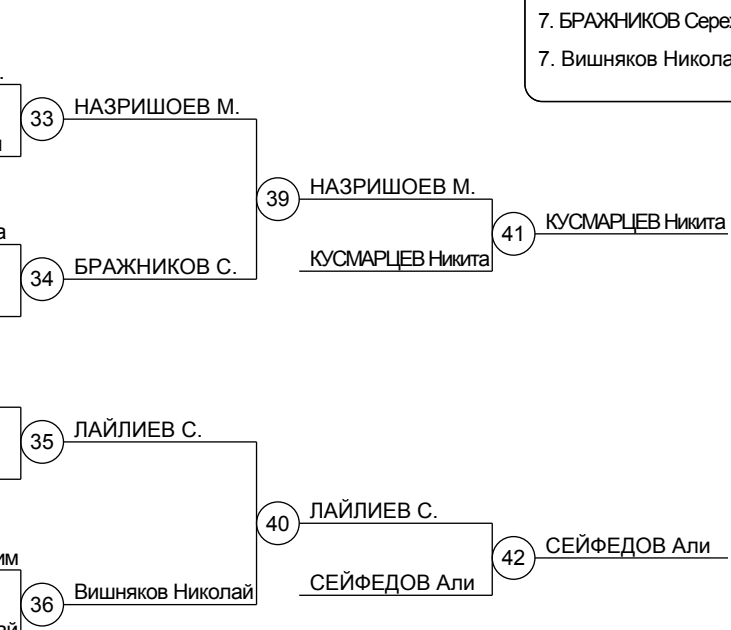 7. БРАЖНИКОВ
7. Вишняков
33
НАЗРИШОЕВ М.
39
НАЗРИШОЕВ М.
41
КУСМАРЦЕВ Никита
КУСМАРЦЕВ Никита
34
БРАЖНИКОВ С.
35
ЛАЙЛИЕВ С.
40
ЛАЙЛИЕВ С.
42
СЕЙФЕДОВ Али
СЕЙФЕДОВ Али
36
Вишняков Николай